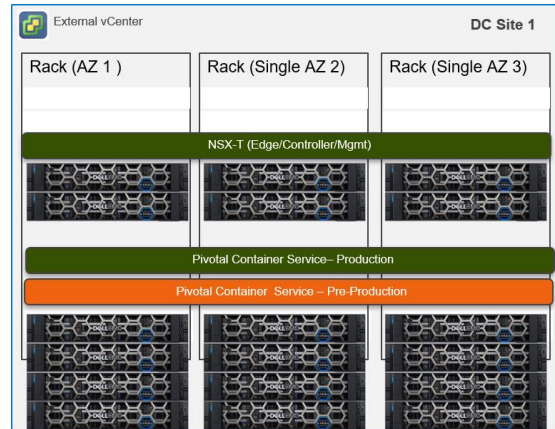 External vCenter
DC Site 1
Rack (AZ 1 )
Rack (Single AZ 2)
Rack (Single AZ 3)
NSX-T (Edge/Controller/Mgmt)
Pivotal Container Service– Production
Pivotal Container Service – Pre-Production